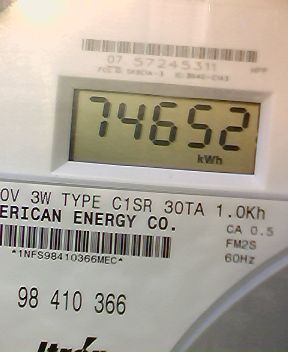 07 57245311
74652
kWh
0V 3W TYPE C1SR 30TA 1.0Kh
ERICAN ENERGY CO.
CA 0.5
FM2S
60Hz
*1NFS98410366MEC*
98 410 366
Itron